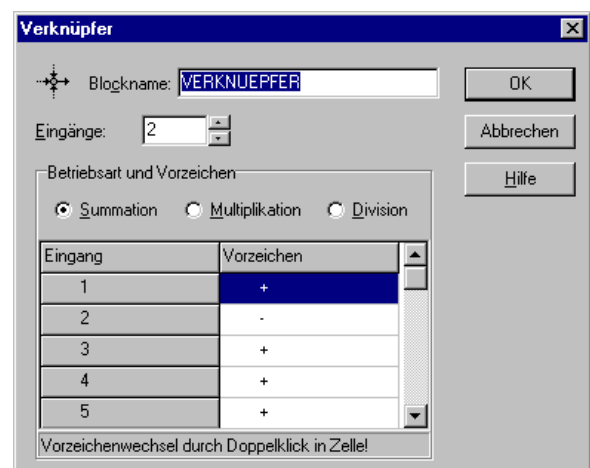 Verknüpfer
Blockname: VERKNUEPFER
OK
Eingänge: 2
Abbrechen
Betriebsart und Vorzeichen
Hilfe
Summation Multiplikation Division
Eingang Vorzeichen
1 +
2 -
3 +
4 +
5 +
Vorzeichenwechsel durch Doppelklick in Zelle!